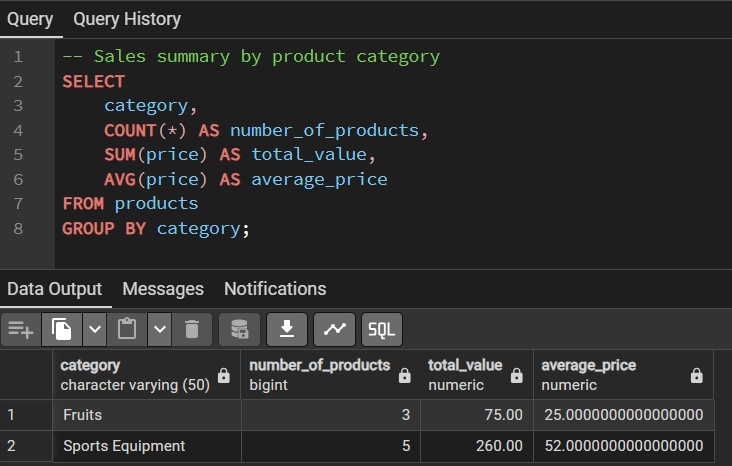 Query Query History
1 -- Sales summary by product category
2 SELECT
3 category,
4 COUNT(*) AS number_of_products,
5 SUM(price) AS total_value,
6 AVG(price) AS average_price
7 FROM products
8 GROUP BY category;
Data Output Messages Notifications
SQL
category number_of_products total_value average_price
character varying (50) bigint numeric numeric
1 Fruits 3 75.00 25.0000000000000000
2 Sports Equipment 5 260.00 52.0000000000000000